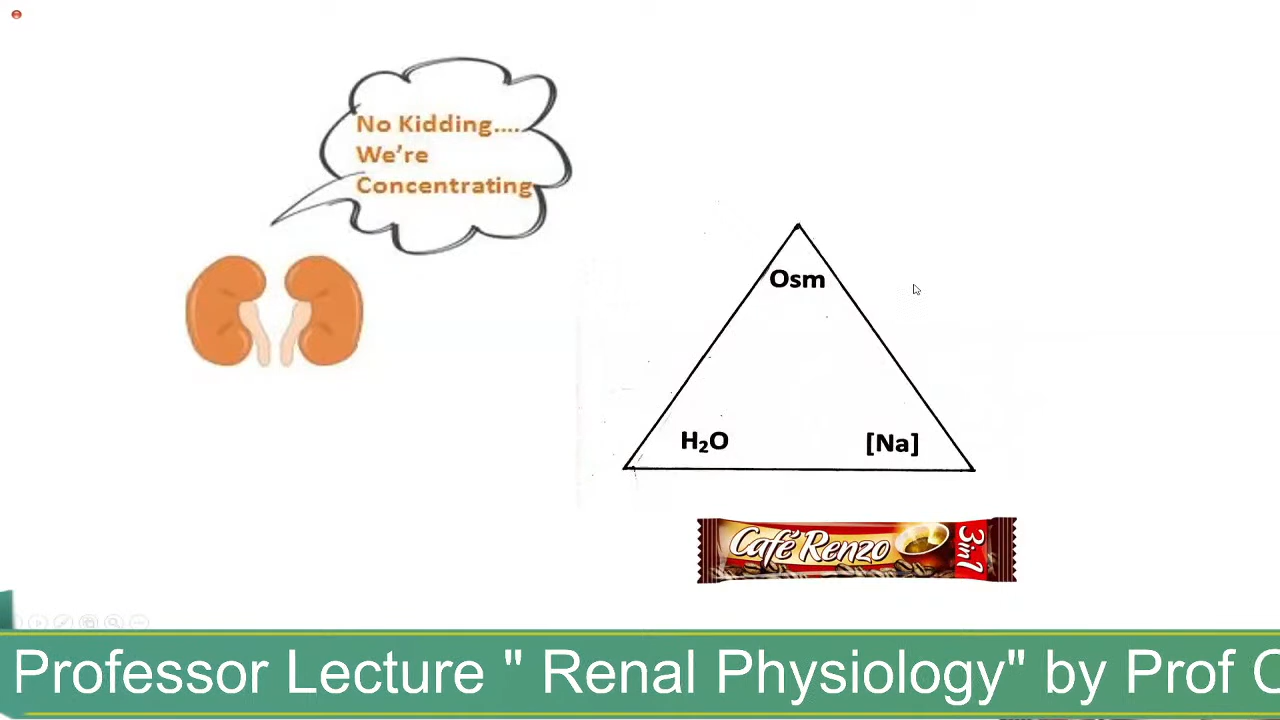 No Kidding....
We're
Concentrating
Osm
H₂O
[Na]
Café Renzo
3in1
Professor Lecture " Renal Physiology" by Prof C